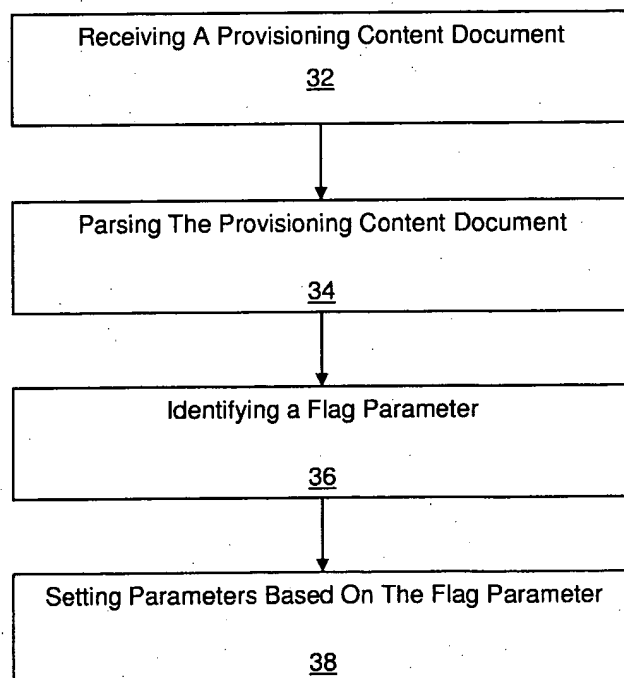 Receiving A Provisioning Content Document
32
Parsing The Provisioning Content Document
34
Identifying a Flag Parameter
36
Setting Parameters Based On The Flag Parameter
38